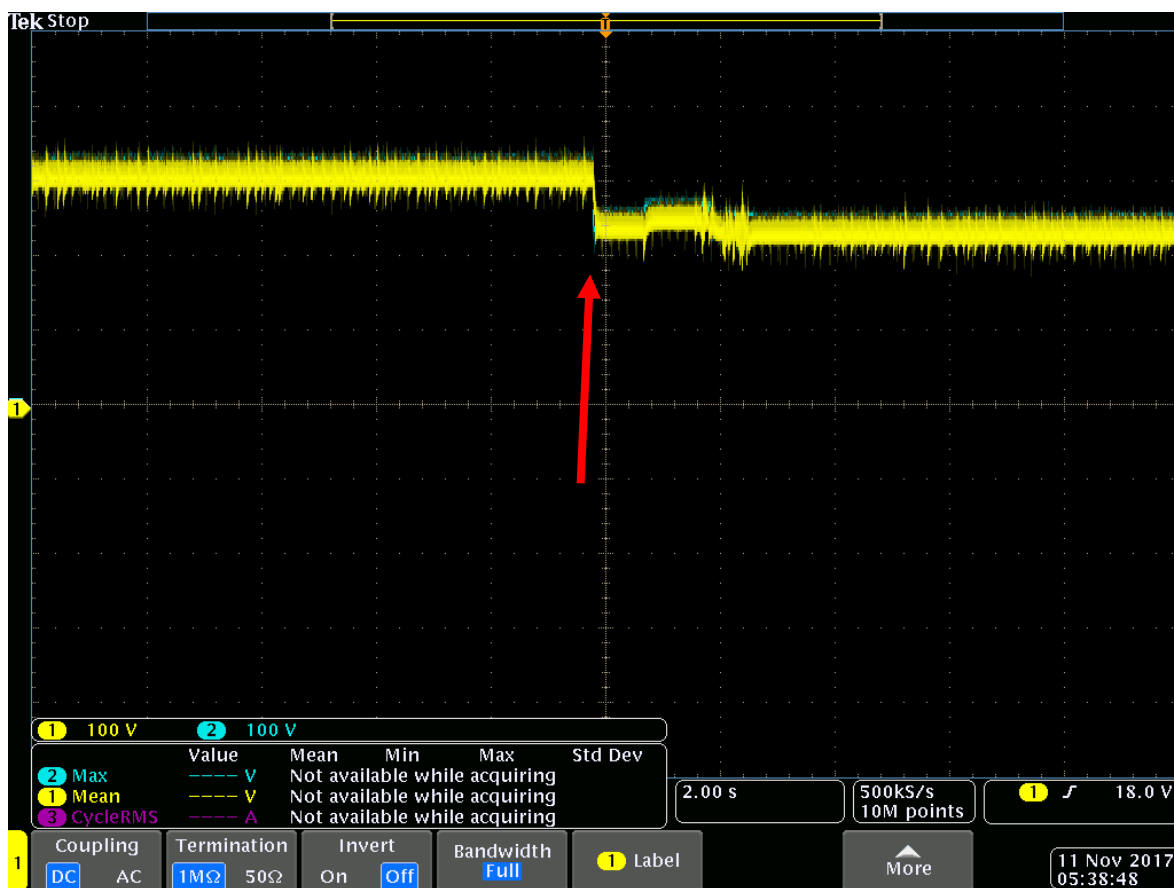 Tek Stop
T
1
1 100 V 2 100 V
Value Mean Min Max Std Dev
2 Max ---- V Not available while acquiring
1 Mean ---- V Not available while acquiring
3 CycleRMS ---- A Not available while acquiring
2.00 s
500kS/s
10M points
1 18.0 V
1
Coupling
DC AC
Termination
1MΩ 50Ω
Invert
On Off
Bandwidth
Full
1 Label
More
11 Nov 2017
05:38:48